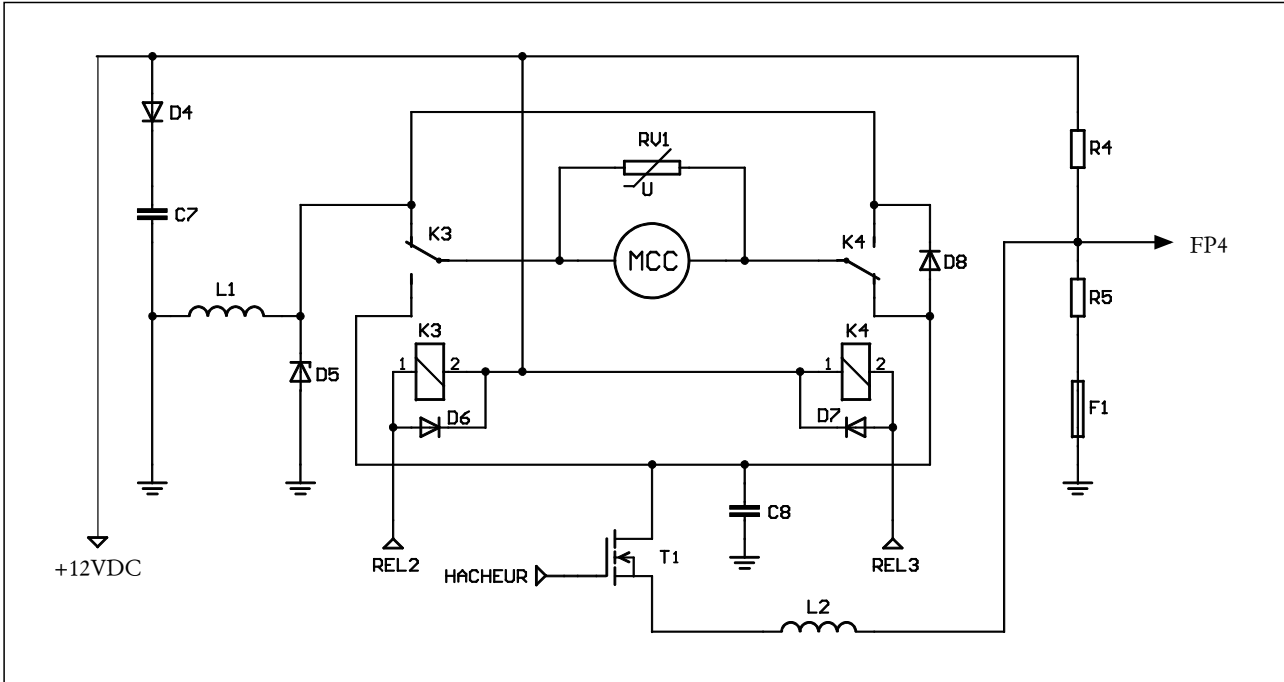 D4
RV1
U
R4
C7
K3
MCC
K4
D8
FP4
L1
R5
K3
K4
1
2
1
2
D5
D6
D7
F1
C8
+12VDC
REL2
HACHEUR
T1
REL3
L2